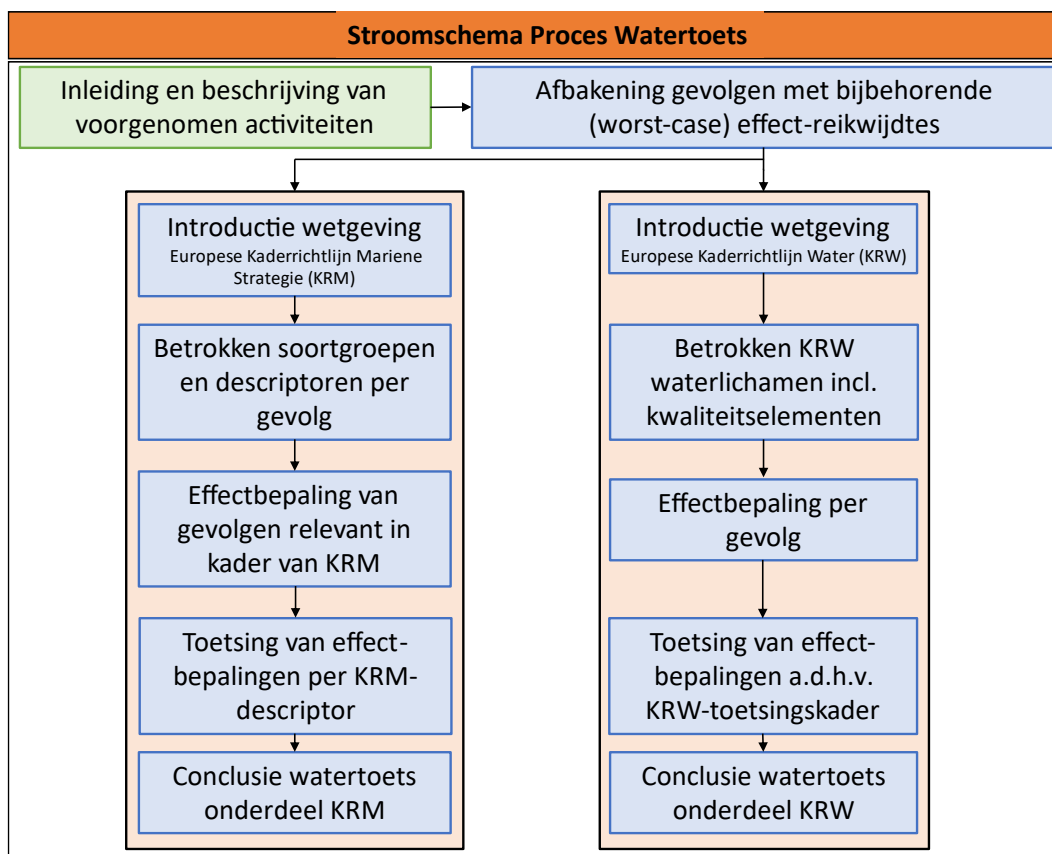 Stroomschema Proces Watertoets
Inleiding en beschrijving van
voorgenomen activiteiten
Afbakening gevolgen met bijbehorende
(worst-case) effect-reikwijdtes
Introductie wetgeving
Europese Kaderrichtlijn Mariene
Strategie (KRM)
Betrokken soortgroepen
en descriptoren per
gevolg
Effectbepaling van
gevolgen relevant in
kader van KRM
Toetsing van effect-
bepalingen per KRM-
descriptor
Conclusie watertoets
onderdeel KRM
Introductie wetgeving
Europese Kaderrichtlijn Water (KRW)
Betrokken KRW
waterlichamen incl.
kwaliteitselementen
Effectbepaling per
gevolg
Toetsing van effect-
bepalingen a.d.h.v.
KRW-toetsingskader
Conclusie watertoets
onderdeel KRW